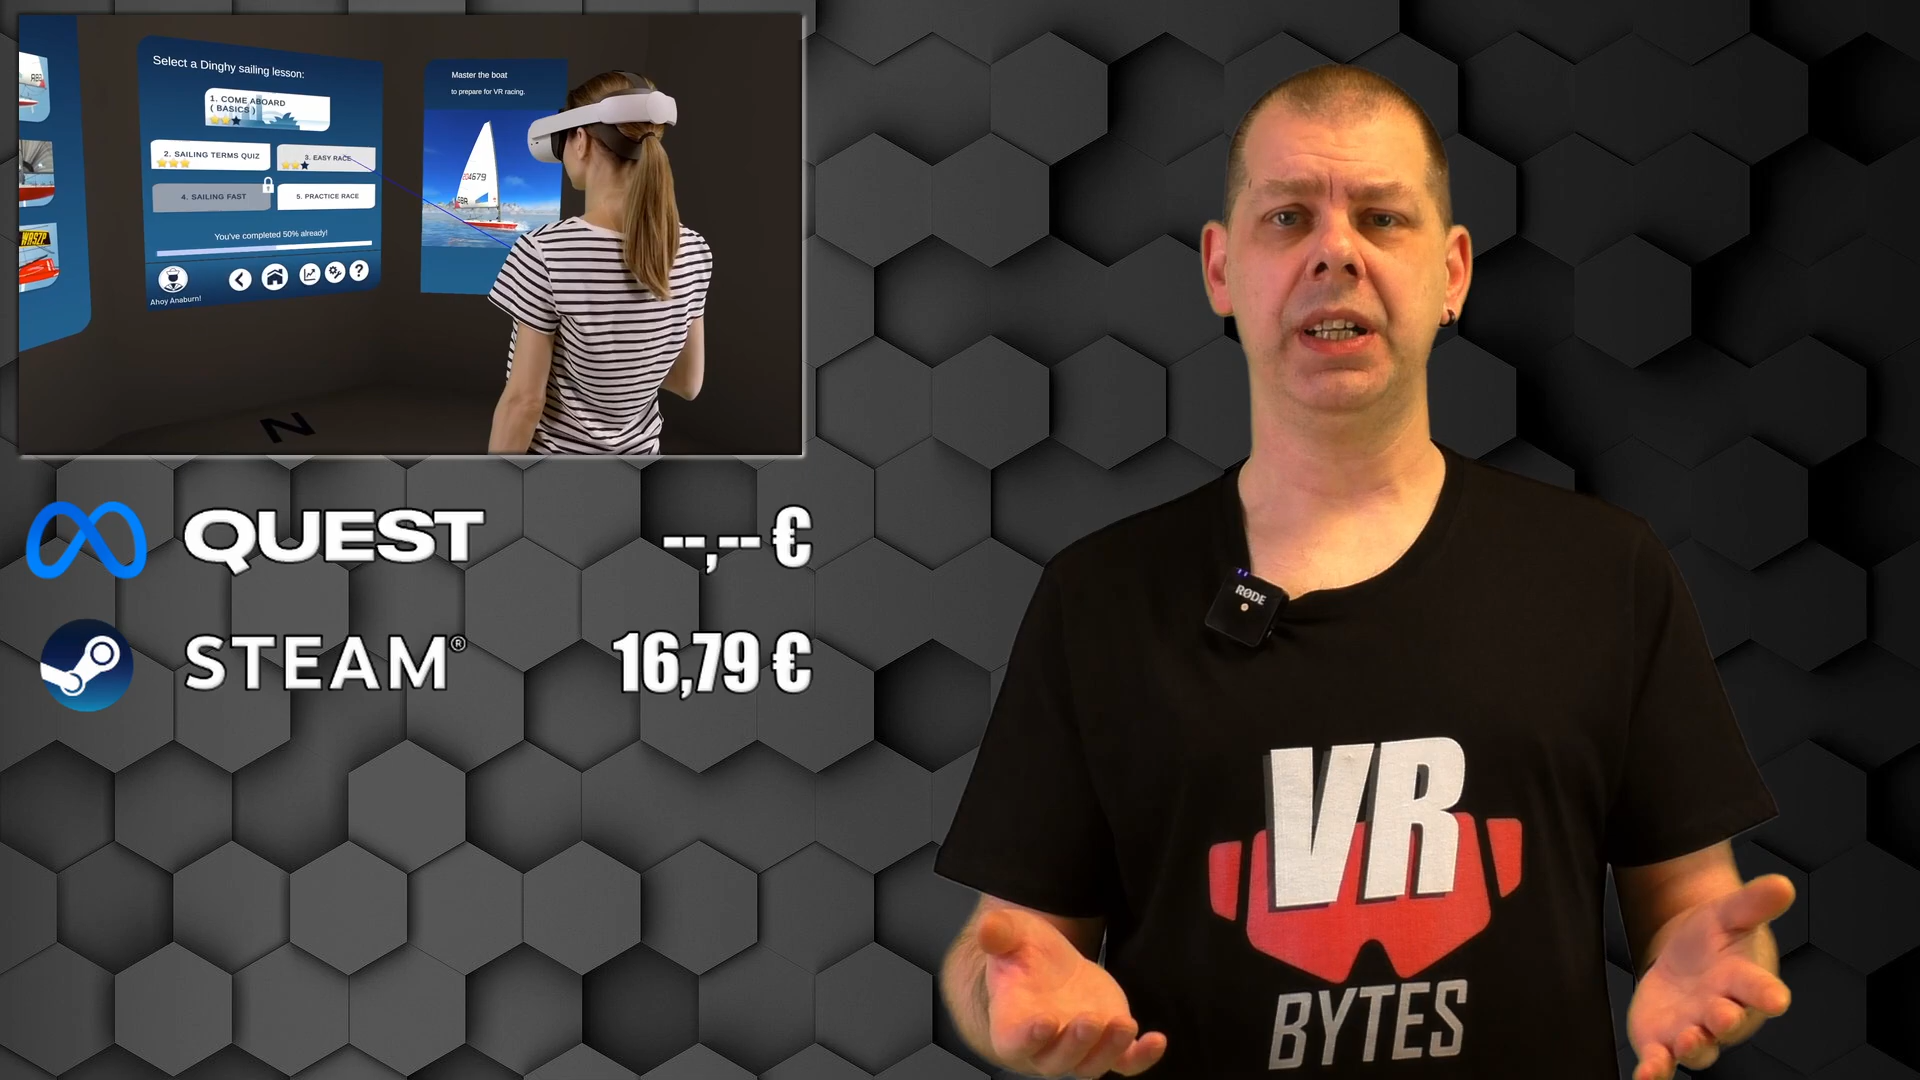 Select a Dinghy sailing lesson:
1. COME ABOARD
( BASICS )
2. SAILING TERMS QUIZ
3. EASY RACE
4. SAILING FAST
5. PRACTICE RACE
You've completed 50% already!
Ahoy Anaburn!
Master the boat
to prepare for VR racing.
GBR
WASZP
N
QUEST --,-- €
STEAM® 16,79 €
RØDE
VR
BYTES